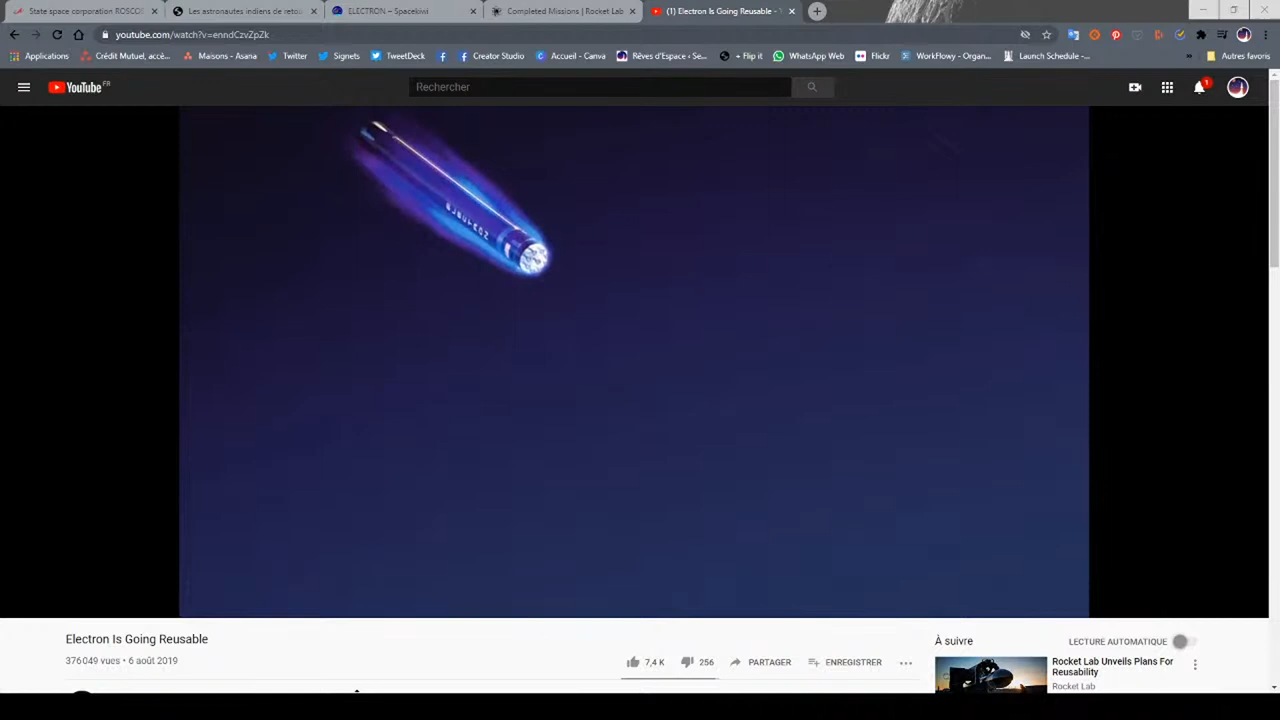 State space corporation ROSCOS
Les astronautes indiens de retou
ELECTRON – Spacekiwi
Completed Missions | Rocket Lab
(1) Electron Is Going Reusable -
youtube.com/watch?v=enndCzvZpZk
Applications
Crédit Mutuel, accè...
Maisons - Asana
Twitter
Signets
TweetDeck
Creator Studio
Accueil - Canva
Rêves d'Espace - Se...
+ Flip it
WhatsApp Web
Flickr
WorkFlowy - Organ...
Launch Schedule -...
Autres favoris
YouTube FR
Rechercher
1
Electron Is Going Reusable
376 049 vues • 6 août 2019
7,4 K
256
PARTAGER
ENREGISTRER
À suivre
LECTURE AUTOMATIQUE
Rocket Lab Unveils Plans For
Reusability
Rocket Lab